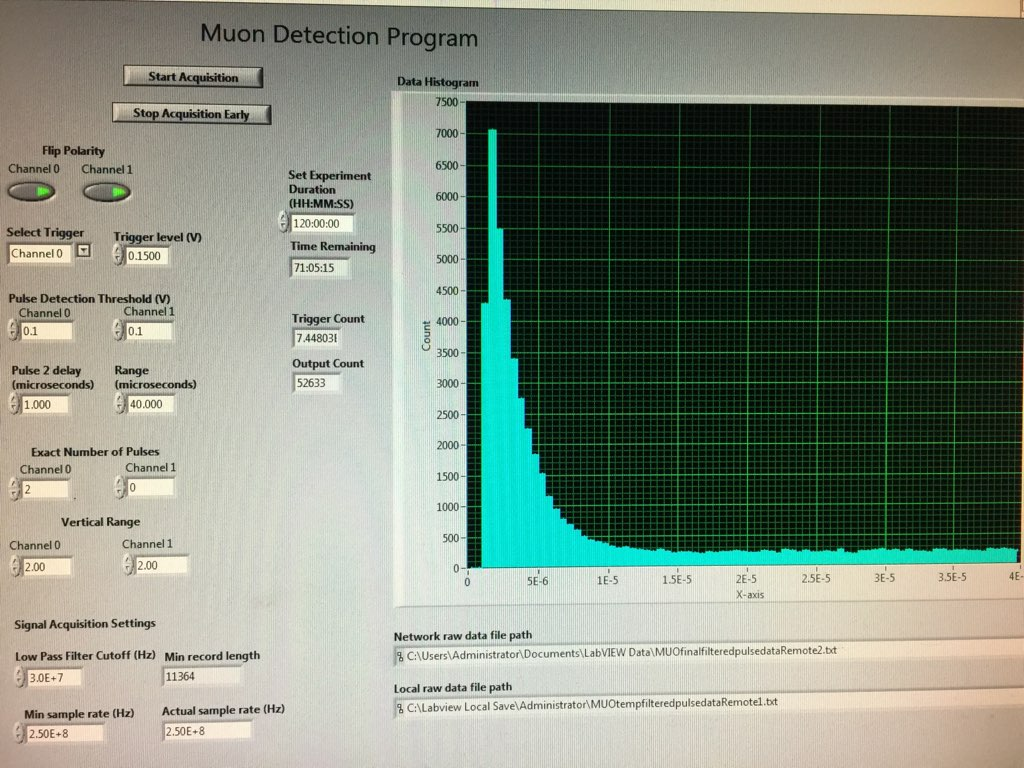 Muon Detection Program
Start Acquisition
Stop Acquisition Early
Flip Polarity
Channel 0 Channel 1
Select Trigger
Channel 0
Trigger level (V)
0.1500
Pulse Detection Threshold (V)
Channel 0 Channel 1
0.1 0.1
Pulse 2 delay
(microseconds)
1.000
Range
(microseconds)
40.000
Exact Number of Pulses
Channel 0 Channel 1
2 0
Vertical Range
Channel 0 Channel 1
2.00 2.00
Signal Acquisition Settings
Low Pass Filter Cutoff (Hz) Min record length
3.0E+7 11364
Min sample rate (Hz) Actual sample rate (Hz)
2.50E+8 2.50E+8
Set Experiment
Duration
(HH:MM:SS)
120:00:00
Time Remaining
71:05:15
Trigger Count
7.44803
Output Count
52633
Data Histogram
7500
7000
6500
6000
5500
5000
4500
4000
3500
3000
2500
2000
1500
1000
500
0
Count
0 5E-6 1E-5 1.5E-5 2E-5 2.5E-5 3E-5 3.5E-5 4E-
X-axis
Network raw data file path
C:\Users\Administrator\Documents\LabVIEW Data\MUOfinalfilteredpulsedataRemote2.txt
Local raw data file path
C:\Labview Local Save\Administrator\MUOtempfilteredpulsedataRemote1.txt